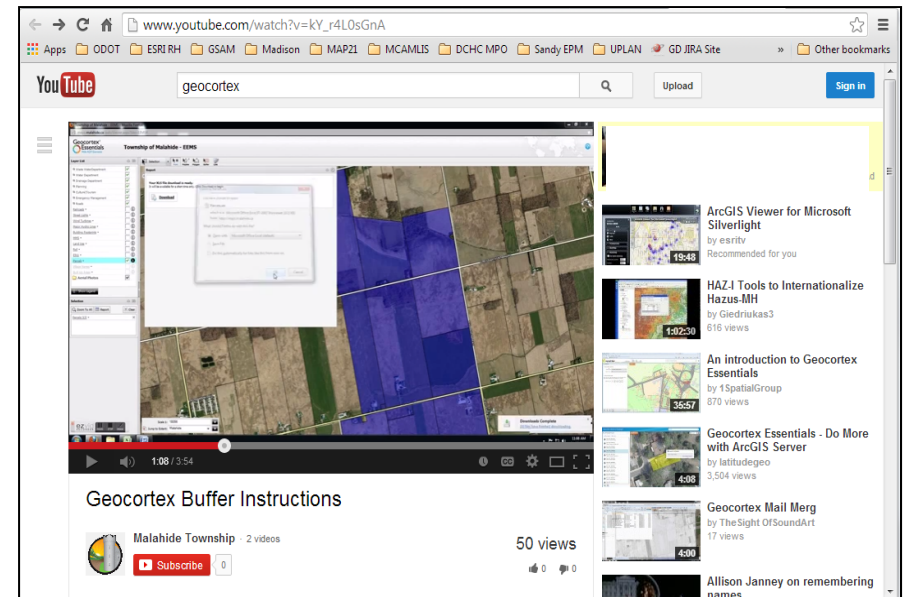 www.youtube.com/watch?v=kY_r4L0sGnA
Apps ODOT ESRI RH GSAM Madison MAP21 MCAMLIS DCHC MPO Sandy EPM UPLAN GD JIRA Site » Other bookmarks
YouTube geocortex Upload Sign in
Geocortex
Essentials
Township of Malahide - EEMS
Report
Download
Downloads Complete
1:08 / 3:54
Geocortex Buffer Instructions
Malahide Township · 2 videos
Subscribe 0
50 views
0 0
19:48
ArcGIS Viewer for Microsoft
Silverlight
by esritv
Recommended for you
1:02:30
HAZ-I Tools to Internationalize
Hazus-MH
by Giedriukas3
616 views
35:57
An introduction to Geocortex
Essentials
by 1SpatialGroup
870 views
4:08
Geocortex Essentials - Do More
with ArcGIS Server
by latitudegeo
3,504 views
4:00
Geocortex Mail Merg
by TheSight OfSoundArt
17 views
Allison Janney on remembering
names